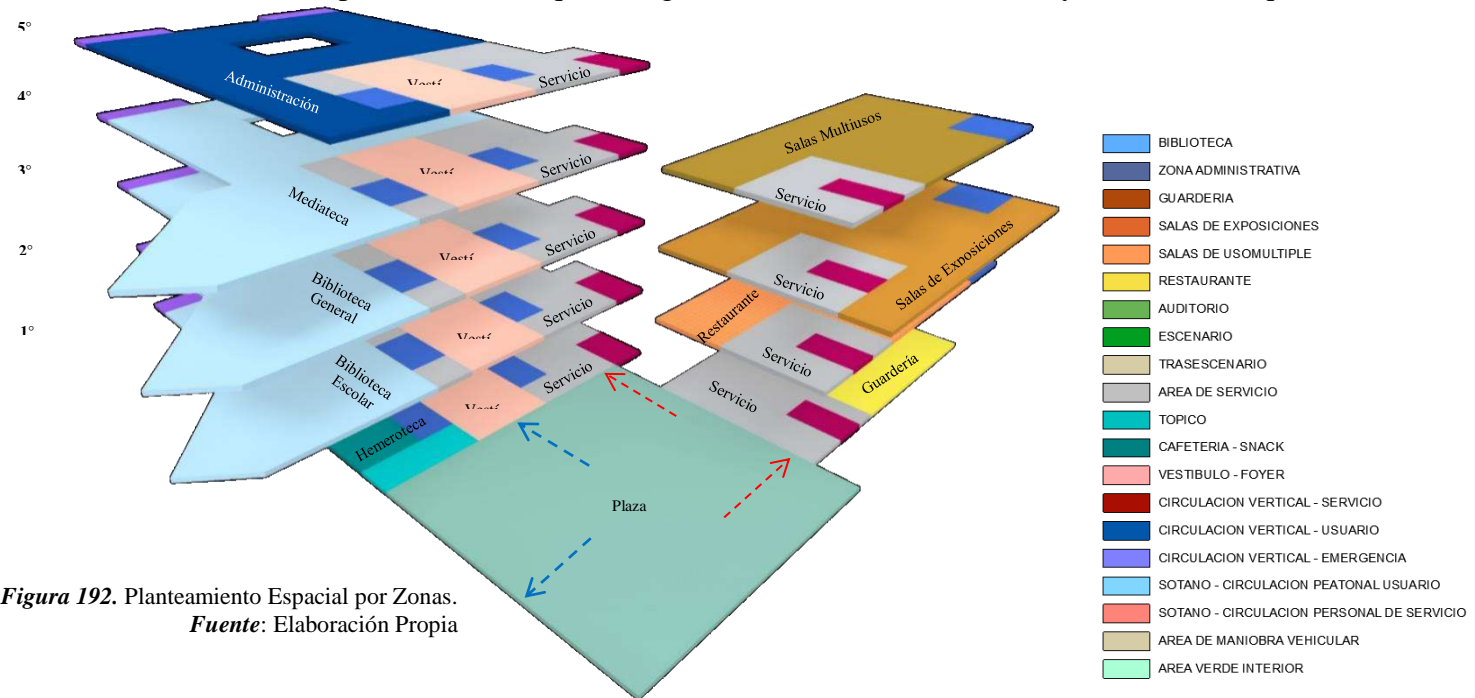 5°
4°
3°
2°
1°
Administración
Servicio
Mediateca
Servicio
Biblioteca
General
Servicio
Biblioteca
Escolar
Servicio
Hemeroteca
Servicio
Salas Multiusos
Servicio
Salas de Exposiciones
Servicio
Restaurante
Servicio
Guardería
Servicio
Plaza
BIBLIOTECA
ZONA ADMINISTRATIVA
GUARDERIA
SALAS DE EXPOSICIONES
SALAS DE USOMULTIPLE
RESTAURANTE
AUDITORIO
ESCENARIO
TRASESCENARIO
AREA DE SERVICIO
TOPICO
CAFETERIA - SNACK
VESTIBULO - FOYER
CIRCULACION VERTICAL - SERVICIO
CIRCULACION VERTICAL - USUARIO
CIRCULACION VERTICAL - EMERGENCIA
SOTANO - CIRCULACION PEATONAL USUARIO
SOTANO - CIRCULACION PERSONAL DE SERVICIO
AREA DE MANIOBRA VEHICULAR
AREA VERDE INTERIOR
Figura 192. Planteamiento Espacial por Zonas.
Fuente: Elaboración Propia